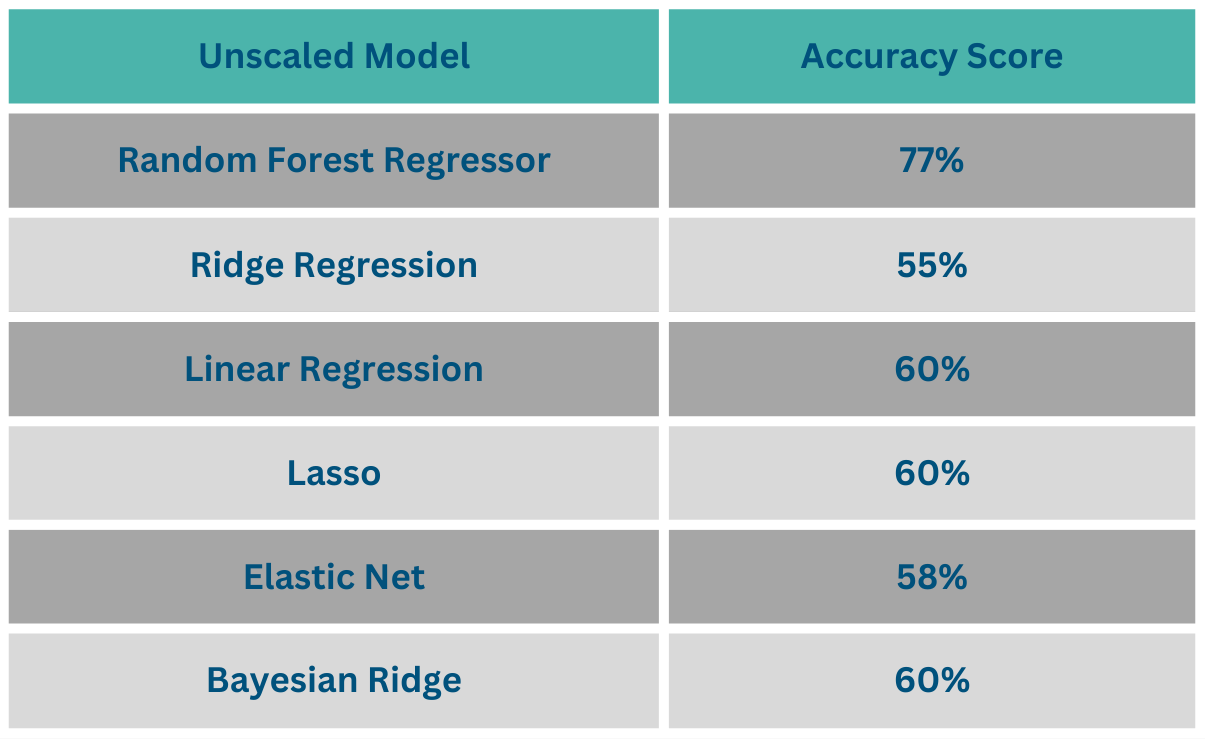 Unscaled Model Accuracy Score
Random Forest Regressor 77%
Ridge Regression 55%
Linear Regression 60%
Lasso 60%
Elastic Net 58%
Bayesian Ridge 60%